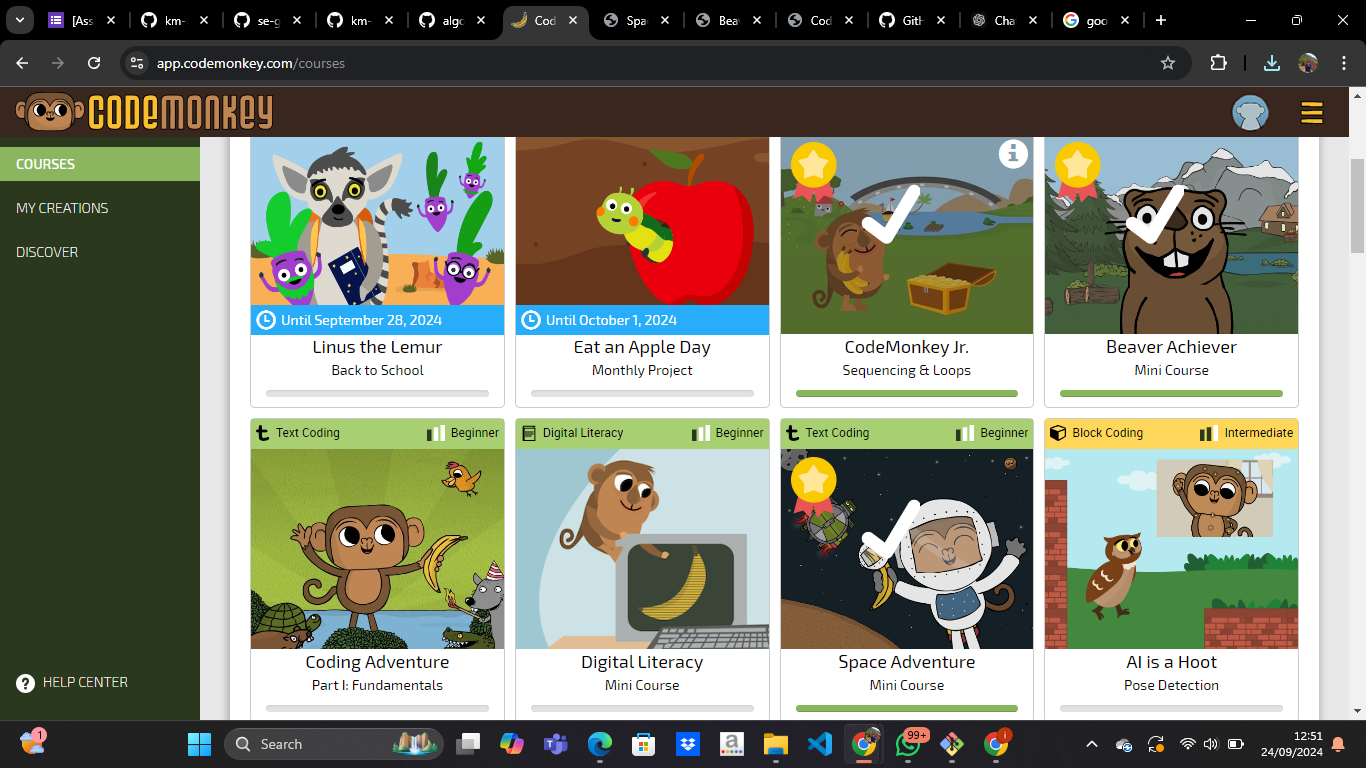 [Ass
km-
se-g
km-
algo
Cod
Spa
Bea
Cod
Gith
Cha
goo
app.codemonkey.com/courses
CODEMONKEY
COURSES
MY CREATIONS
DISCOVER
HELP CENTER
Until September 28, 2024
Linus the Lemur
Back to School
Until October 1, 2024
Eat an Apple Day
Monthly Project
CodeMonkey Jr.
Sequencing & Loops
Beaver Achiever
Mini Course
Text Coding
Beginner
Coding Adventure
Part I: Fundamentals
Digital Literacy
Beginner
Digital Literacy
Mini Course
Text Coding
Beginner
Space Adventure
Mini Course
Block Coding
Intermediate
AI is a Hoot
Pose Detection
1
Search
99+
12:51
24/09/2024